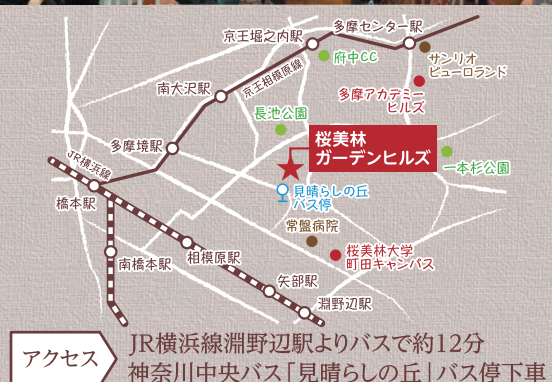 多摩センター駅
京王堀之内駅
府中CC
サンリオ
ピューロランド
京王相模原線
南大沢駅
多摩アカデミー
ヒルズ
長池公園
桜美林
ガーデンヒルズ
多摩境駅
JR横浜線
一本杉公園
橋本駅
見晴らしの丘
バス停
常盤病院
南橋本駅
相模原駅
桜美林大学
町田キャンパス
矢部駅
淵野辺駅
アクセス
JR横浜線淵野辺駅よりバスで約12分
神奈川中央バス「見晴らしの丘」バス停下車